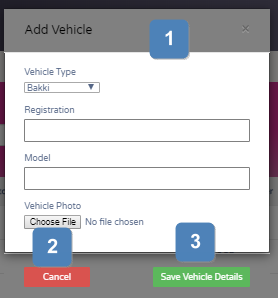 Add Vehicle
1
×
Vehicle Type
Bakki
Registration
Model
Vehicle Photo
Choose File No file chosen
2
3
Cancel
Save Vehicle Details